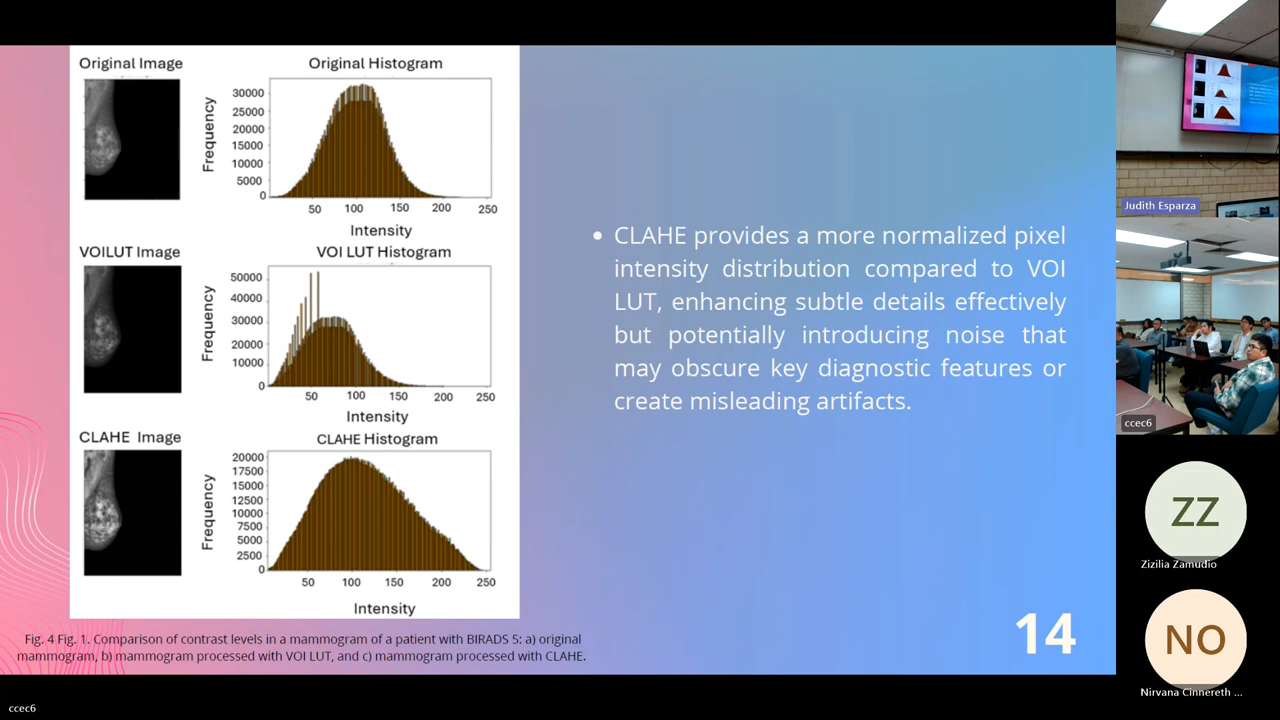 Original Image
Original Histogram
Frequency
30000
25000
20000
15000
10000
5000
0
50 100 150 200 250
Intensity
VOILUT Image
VOI LUT Histogram
Frequency
50000
40000
30000
20000
10000
0
50 100 150 200 250
Intensity
CLAHE Image
CLAHE Histogram
Frequency
20000
17500
15000
12500
10000
7500
5000
2500
0
50 100 150 200 250
Intensity
Fig. 4 Fig. 1. Comparison of contrast levels in a mammogram of a patient with BIRADS 5: a) original
mammogram, b) mammogram processed with VOI LUT, and c) mammogram processed with CLAHE.
• CLAHE provides a more normalized pixel
intensity distribution compared to VOI
LUT, enhancing subtle details effectively
but potentially introducing noise that
may obscure key diagnostic features or
create misleading artifacts.
14
Judith Esparza
ccec6
ZZ
Zizilia Zamudio
NO
Nirvana Cinnereth ...
ccec6